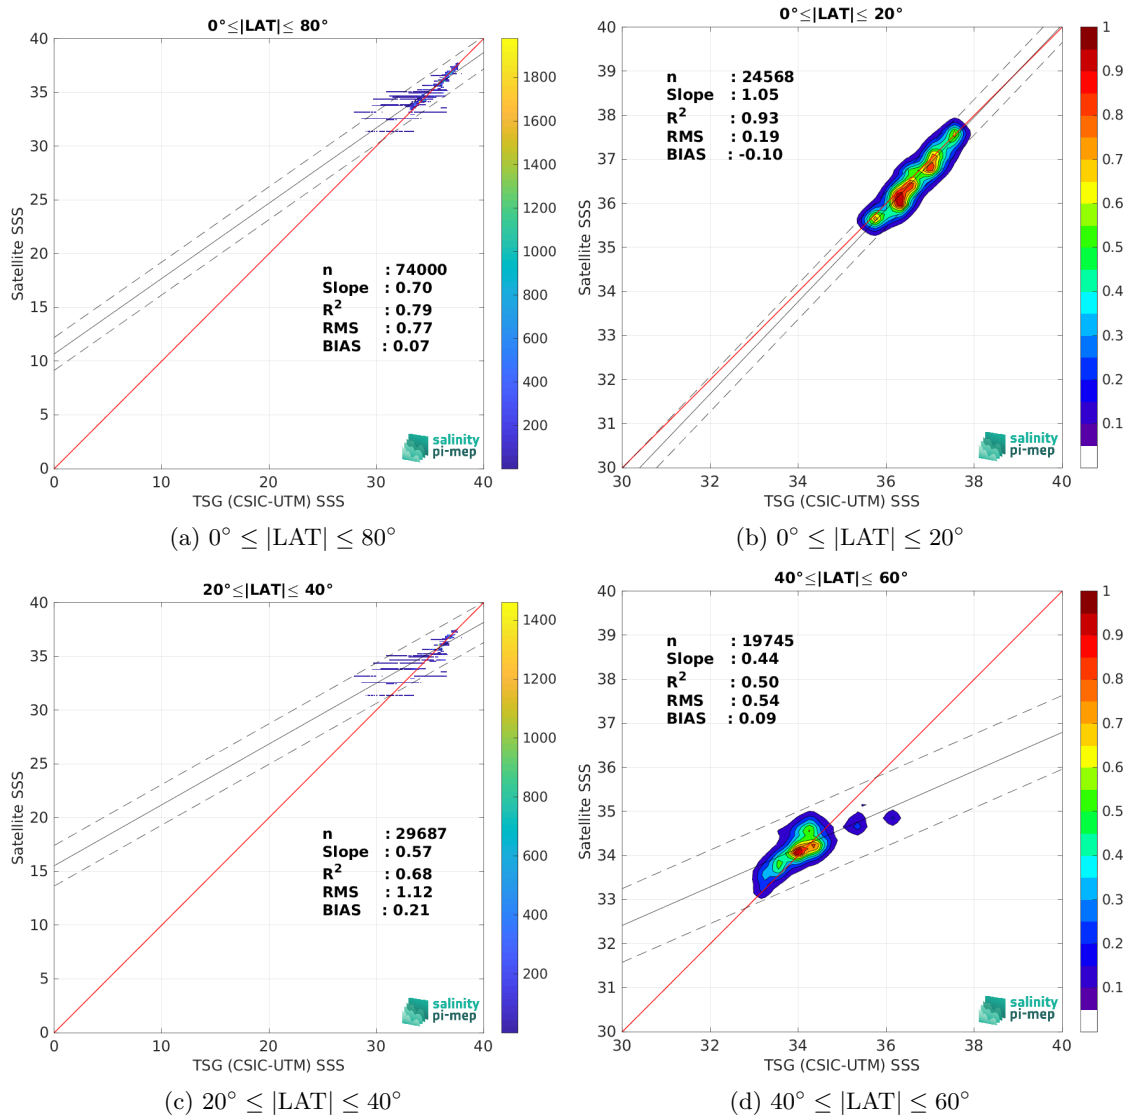 0°≤|LAT|≤ 80°
40
35
30
25
20
15
10
5
0
Satellite SSS
n : 74000
Slope : 0.70
R² : 0.79
RMS : 0.77
BIAS : 0.07
salinity
pi-mep
0 10 20 30 40
TSG (CSIC-UTM) SSS
1800
1600
1400
1200
1000
800
600
400
200
(a) 0° ≤ |LAT| ≤ 80°
0°≤|LAT|≤ 20°
40
39
38
37
36
35
34
33
32
31
30
Satellite SSS
n : 24568
Slope : 1.05
R² : 0.93
RMS : 0.19
BIAS : -0.10
salinity
pi-mep
30 32 34 36 38 40
TSG (CSIC-UTM) SSS
1
0.9
0.8
0.7
0.6
0.5
0.4
0.3
0.2
0.1
(b) 0° ≤ |LAT| ≤ 20°
20°≤|LAT|≤ 40°
40
35
30
25
20
15
10
5
0
Satellite SSS
n : 29687
Slope : 0.57
R² : 0.68
RMS : 1.12
BIAS : 0.21
salinity
pi-mep
0 10 20 30 40
TSG (CSIC-UTM) SSS
1400
1200
1000
800
600
400
200
(c) 20° ≤ |LAT| ≤ 40°
40°≤|LAT|≤ 60°
40
39
38
37
36
35
34
33
32
31
30
Satellite SSS
n : 19745
Slope : 0.44
R² : 0.50
RMS : 0.54
BIAS : 0.09
salinity
pi-mep
30 32 34 36 38 40
TSG (CSIC-UTM) SSS
1
0.9
0.8
0.7
0.6
0.5
0.4
0.3
0.2
0.1
(d) 40° ≤ |LAT| ≤ 60°